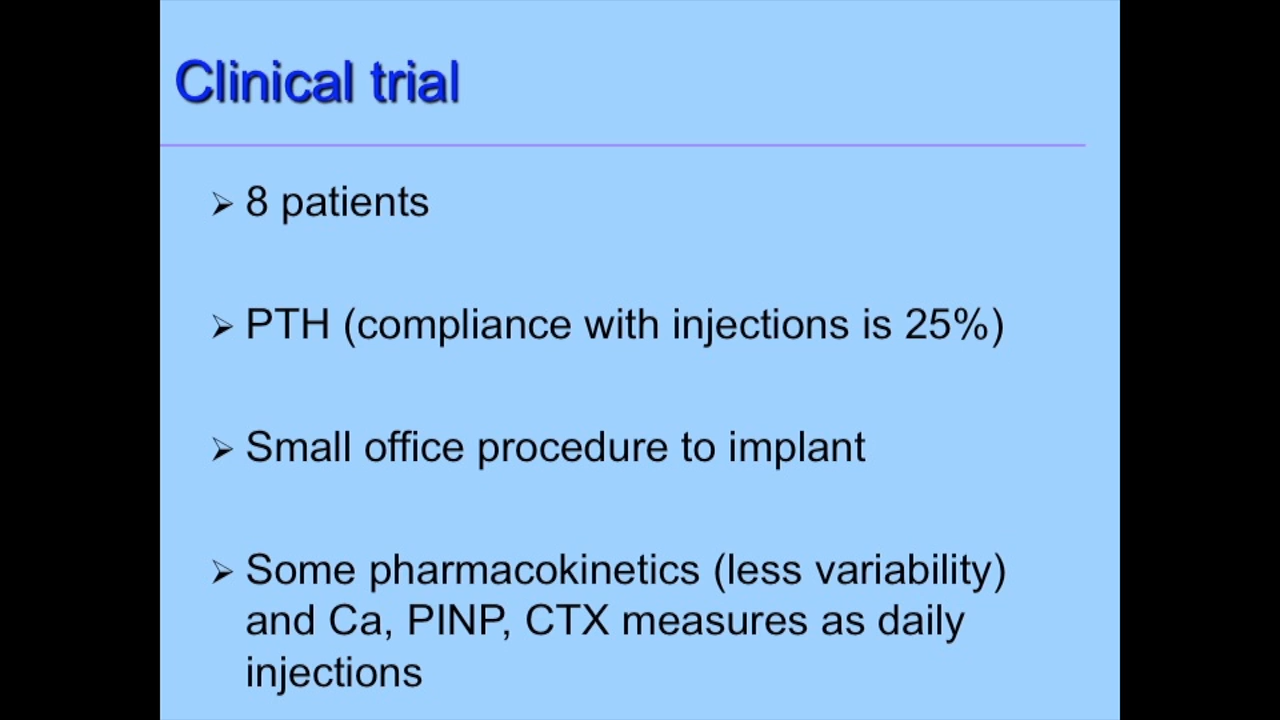 Clinical trial
➢ 8 patients
➢ PTH (compliance with injections is 25%)
➢ Small office procedure to implant
➢ Some pharmacokinetics (less variability)
and Ca, PINP, CTX measures as daily
injections